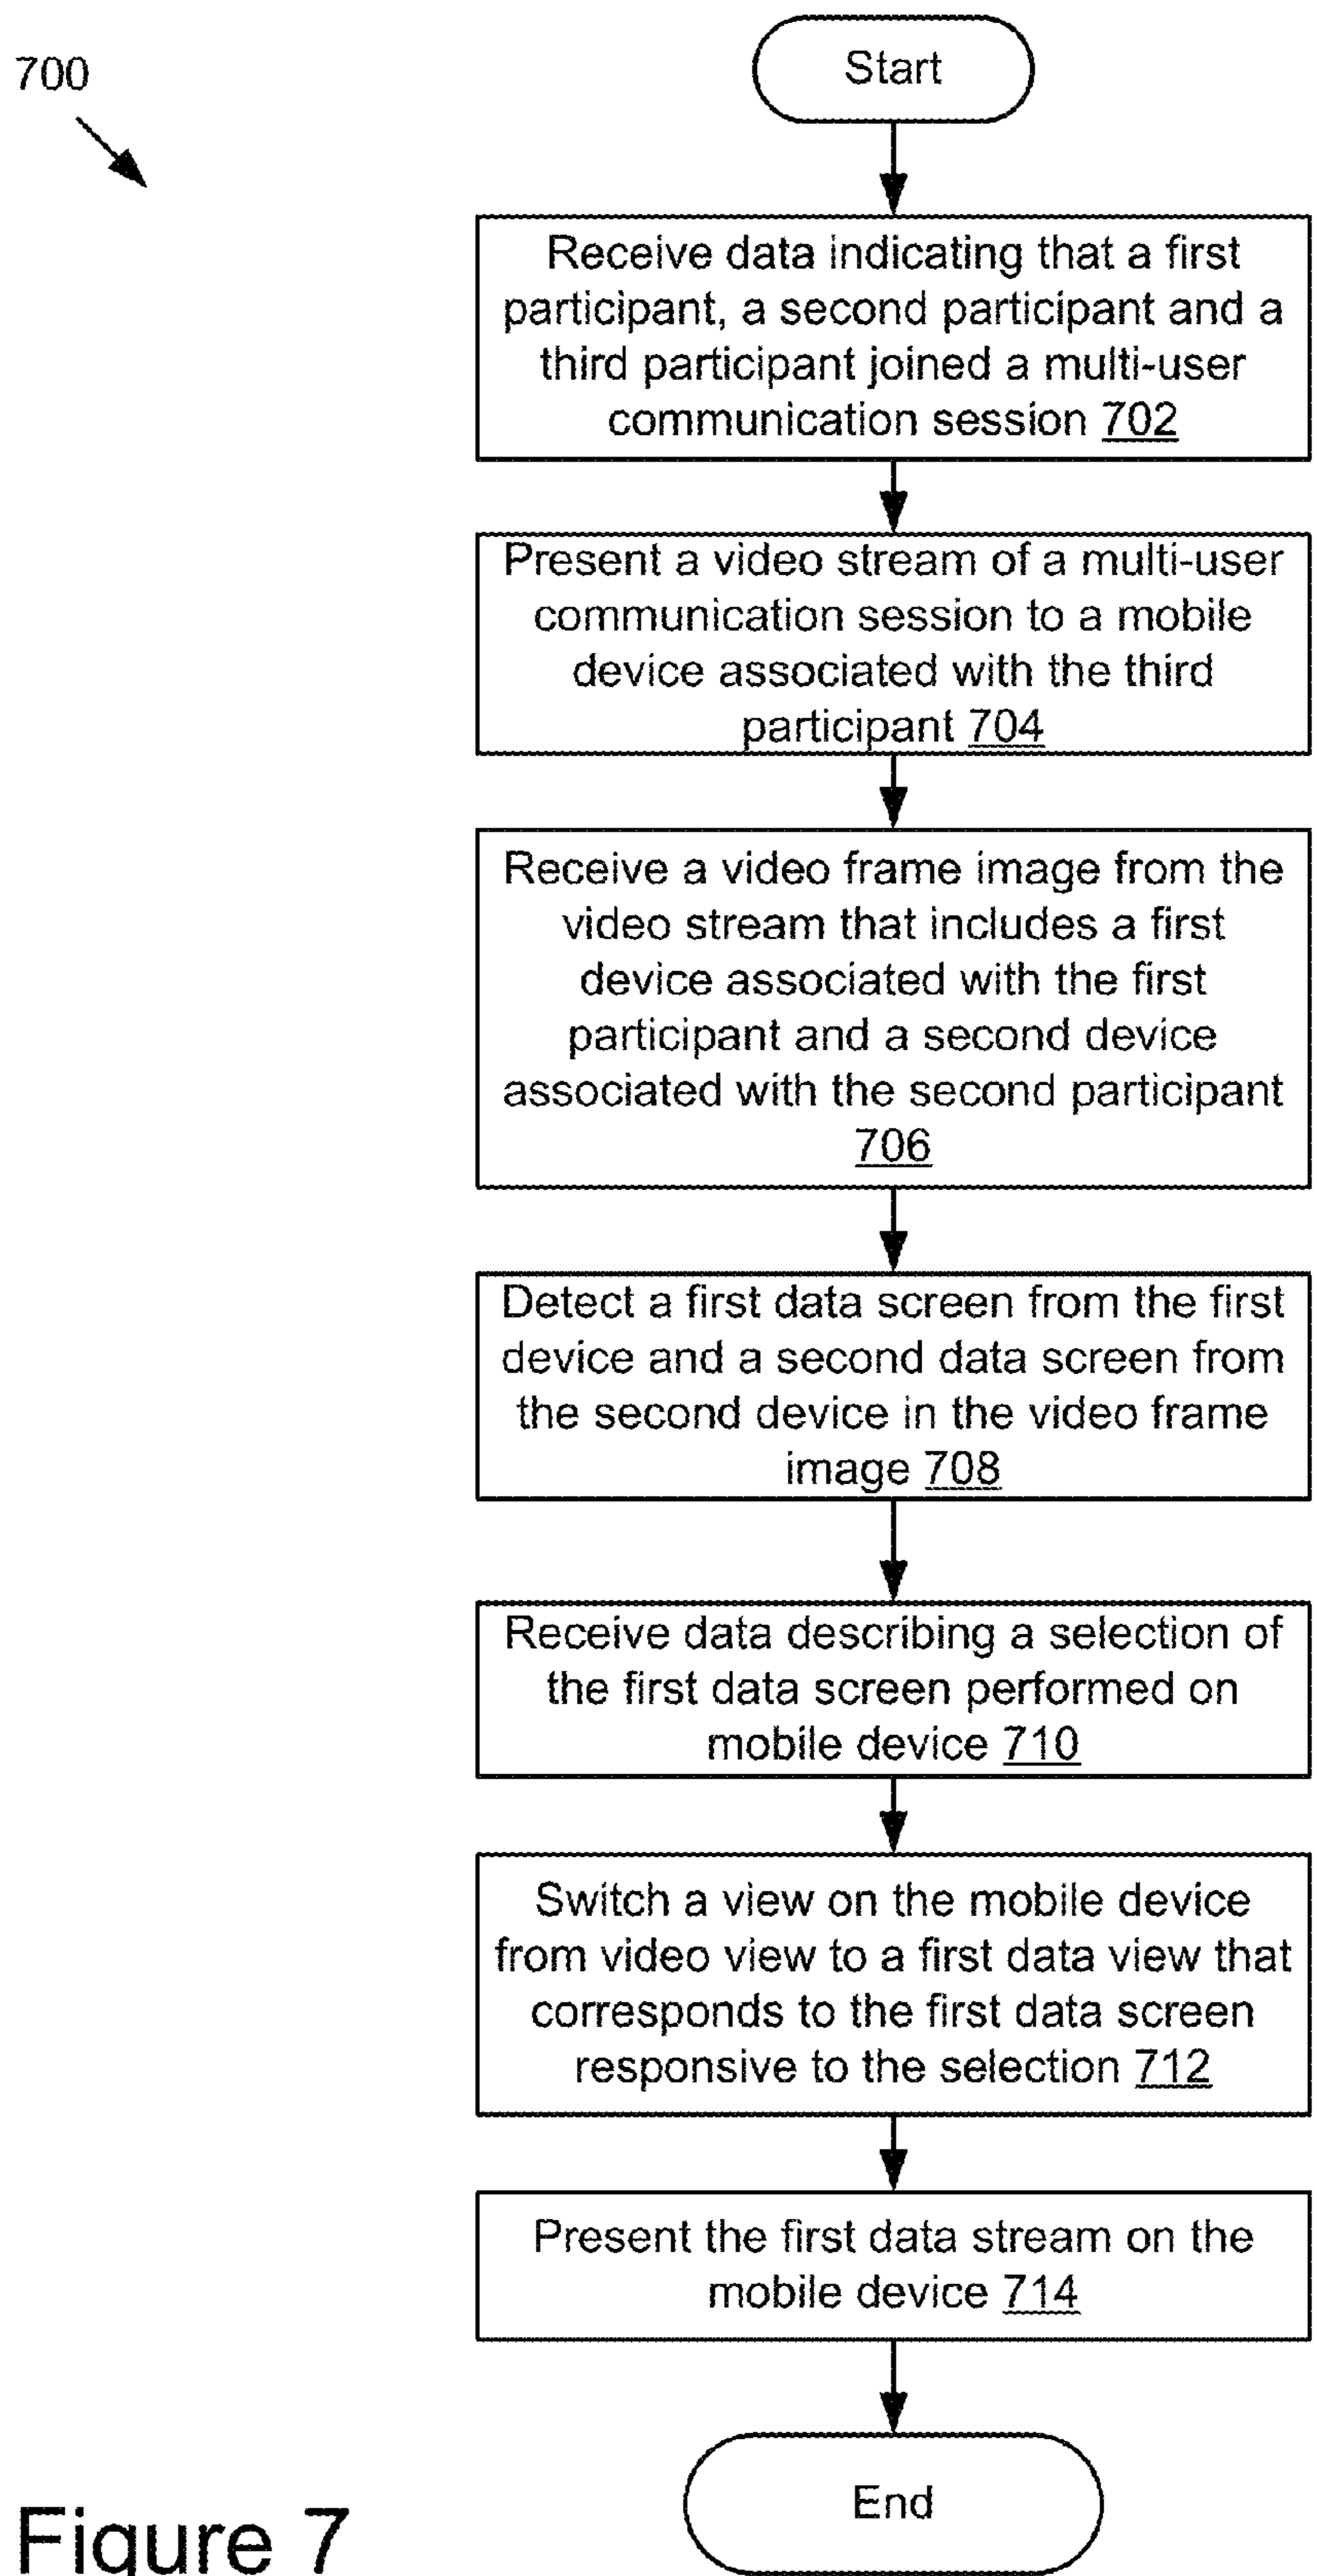 700
Start
Receive data indicating that a first
participant, a second participant and a
third participant joined a multi-user
communication session 702
Present a video stream of a multi-user
communication session to a mobile
device associated with the third
participant 704
Receive a video frame image from the
video stream that includes a first
device associated with the first
participant and a second device
associated with the second participant
706
Detect a first data screen from the first
device and a second data screen from
the second device in the video frame
image 708
Receive data describing a selection of
the first data screen performed on
mobile device 710
Switch a view on the mobile device
from video view to a first data view that
corresponds to the first data screen
responsive to the selection 712
Present the first data stream on the
mobile device 714
End
Figure 7